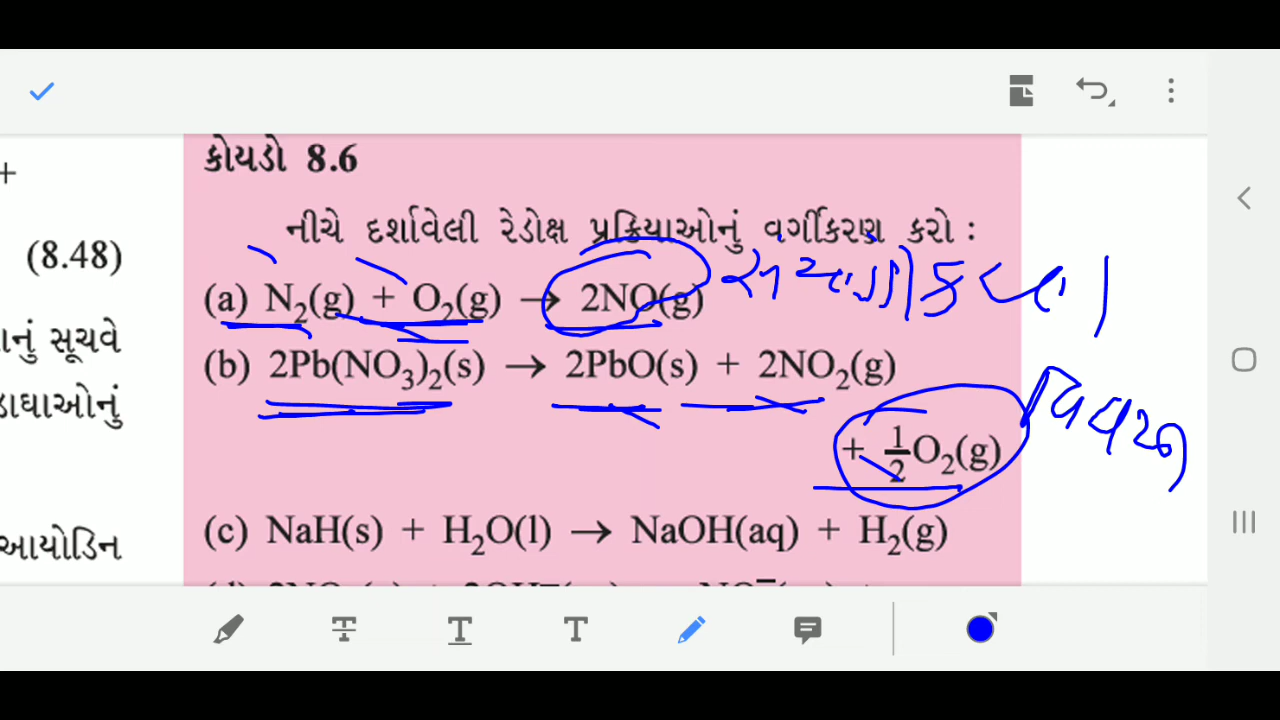 કોયડો 8.6
+
નીચે દર્શાવેલી રેડોક્ષ પ્રક્રિયાઓનું વર્ગીકરણ કરો :
(8.48)
(a) N₂(g) + O₂(g) → 2NO(g)
ાનું સૂચવે
(b) 2Pb(NO₃)₂(s) → 2PbO(s) + 2NO₂(g)
ડાઘાઓનું
વિઘટન
+ ½O₂(g)
(c) NaH(s) + H₂O(l) → NaOH(aq) + H₂(g)
આયોડિન
T T T